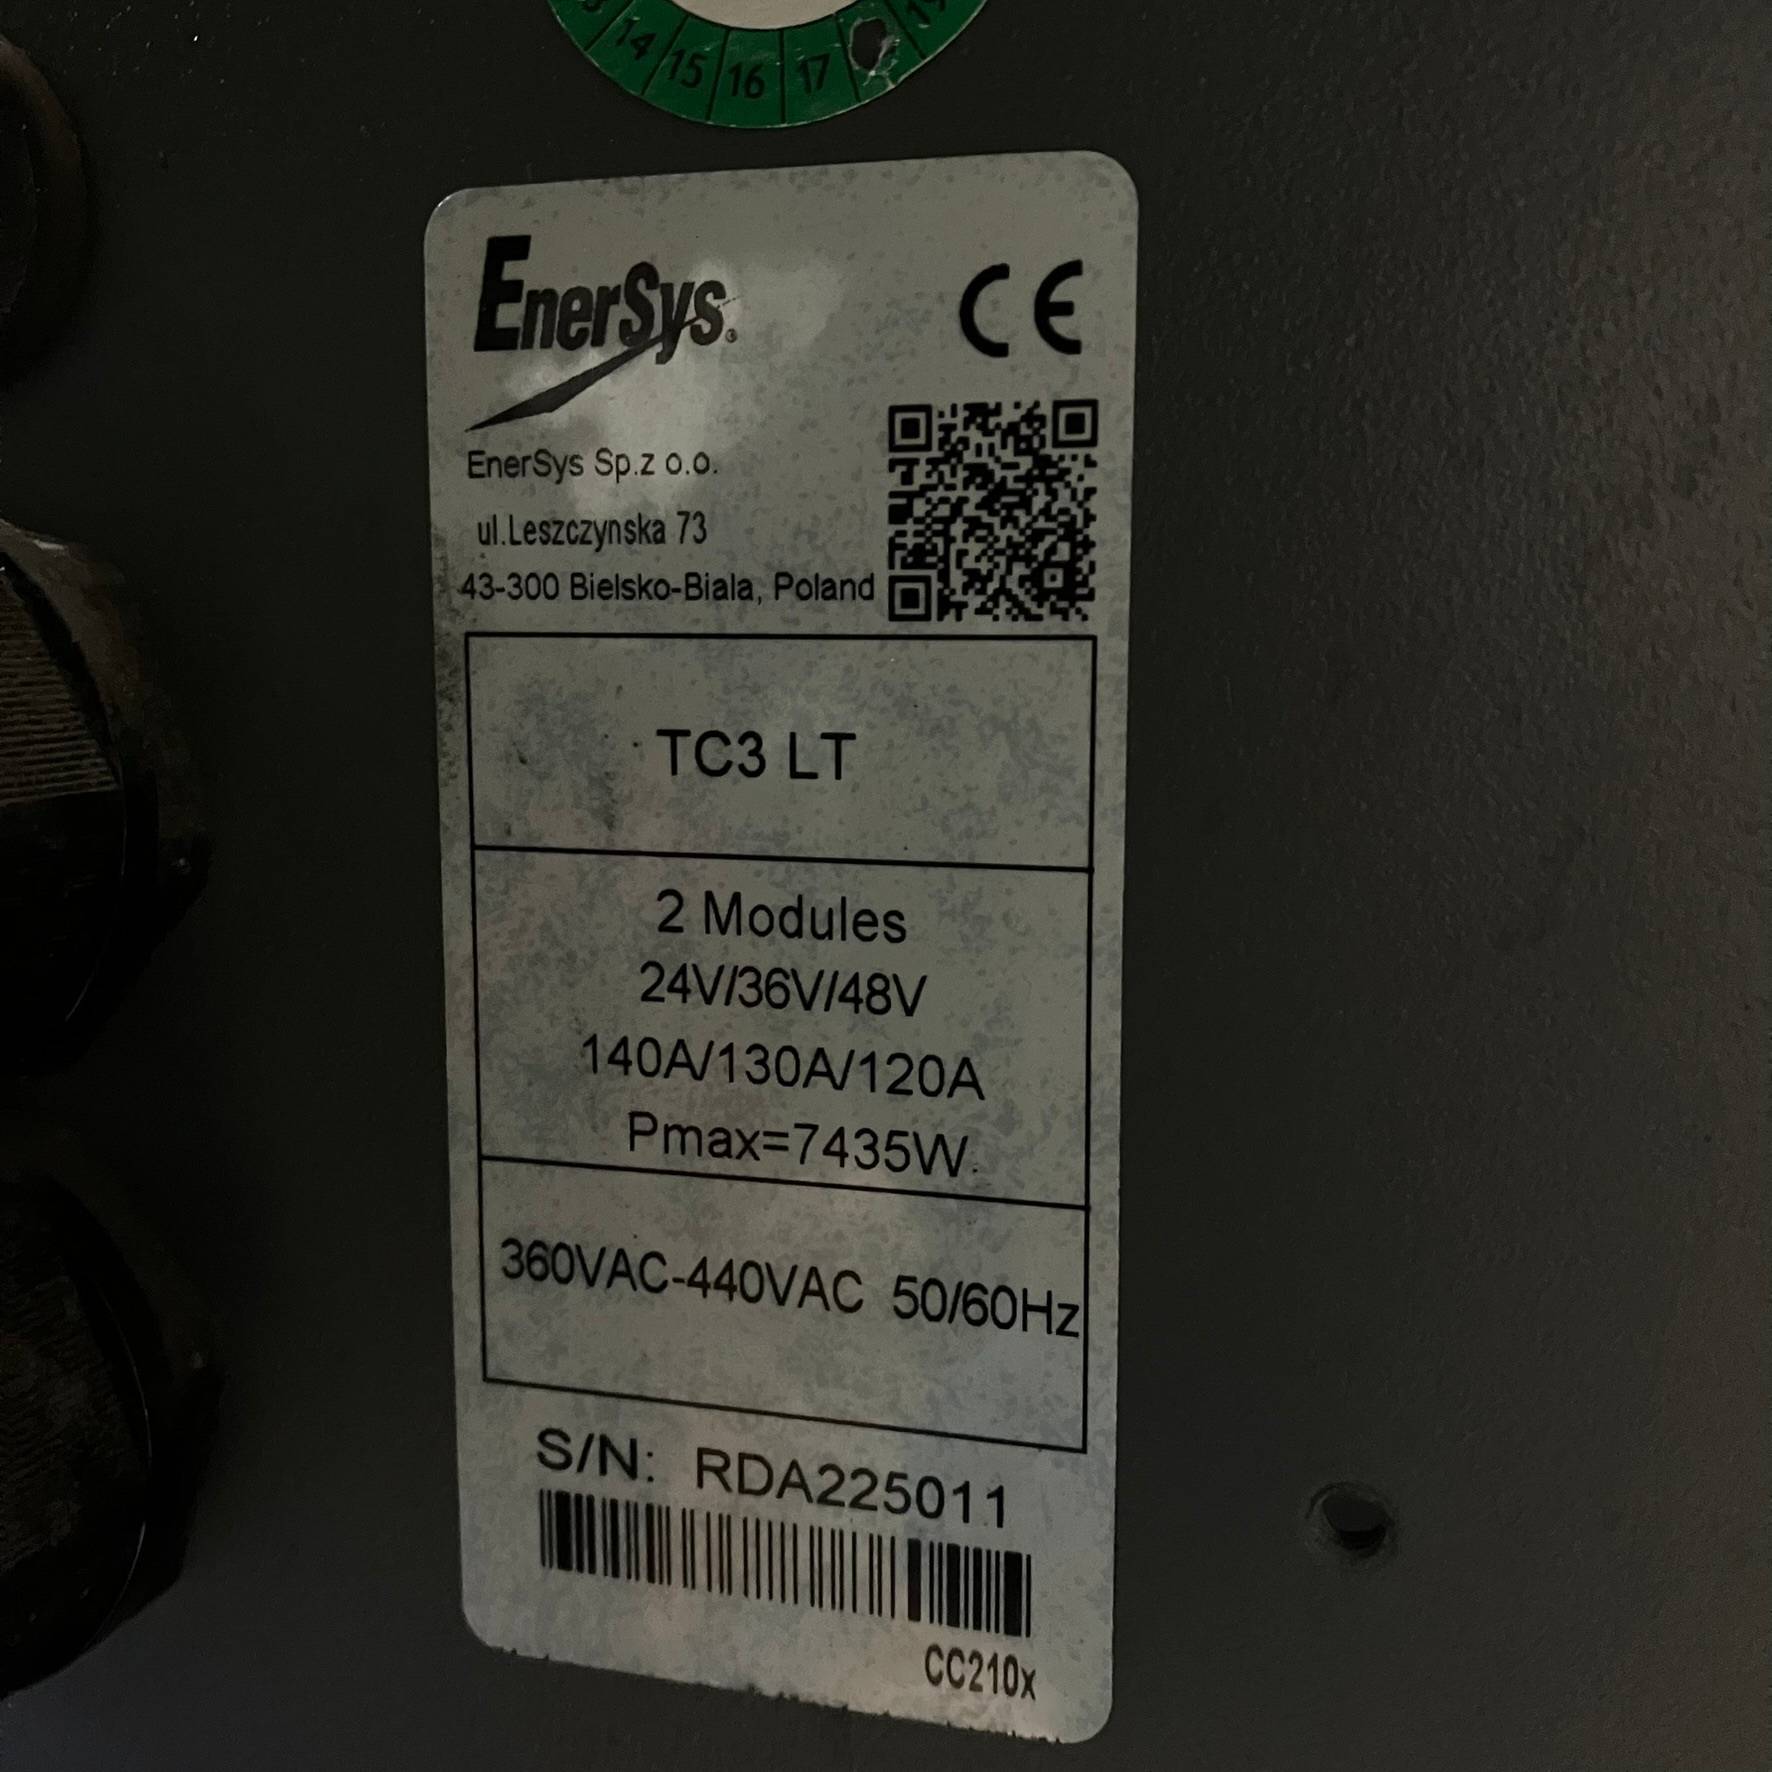 14 15 16 17 19
EnerSys®
CE
EnerSys Sp.z o.o.
ul.Leszczynska 73
43-300 Bielsko-Biala, Poland
TC3 LT
2 Modules
24V/36V/48V
140A/130A/120A
Pmax=7435W
360VAC-440VAC 50/60Hz
S/N: RDA225011
CC210x